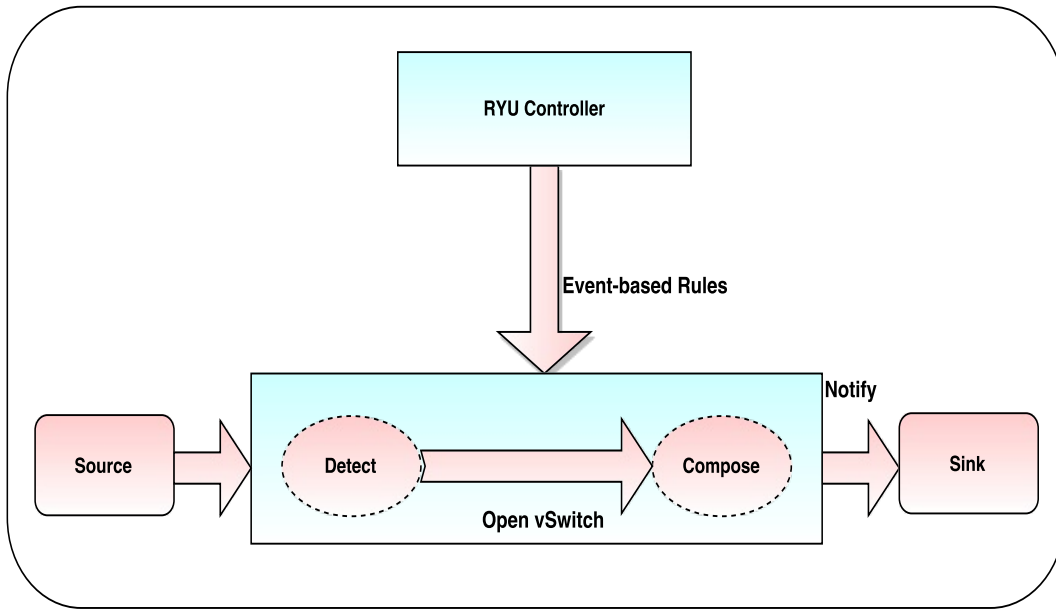 RYU Controller
Event-based Rules
Notify
Source
Detect
Compose
Sink
Open vSwitch